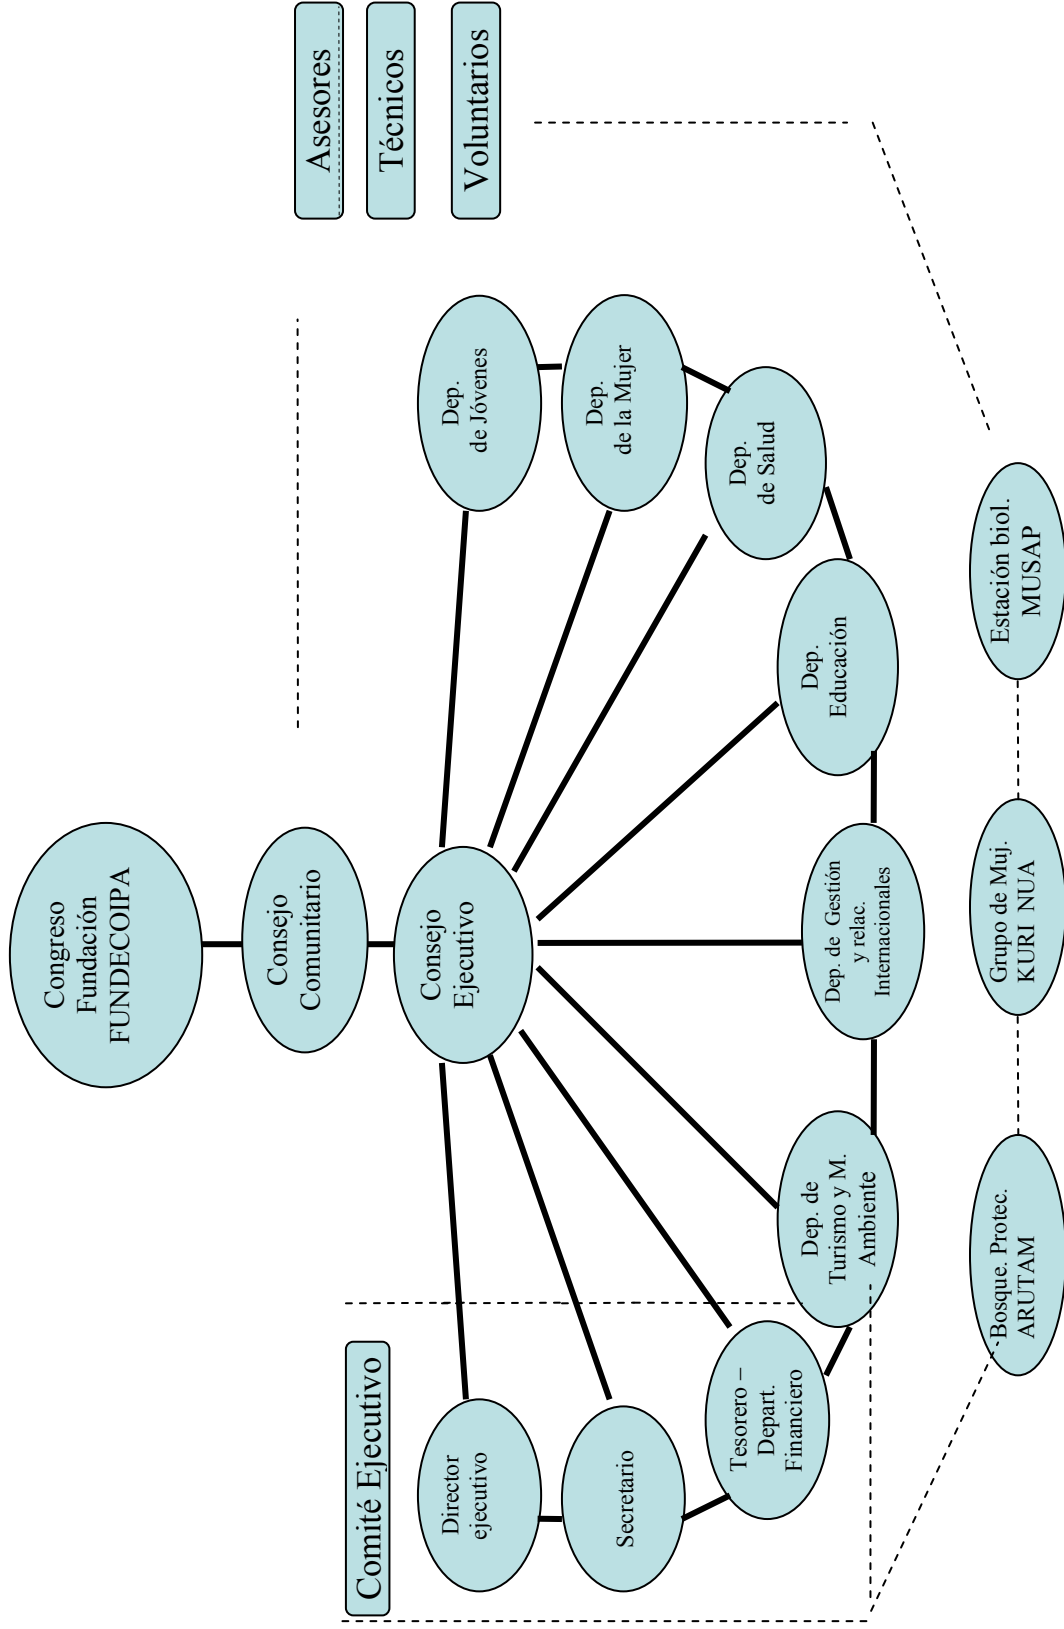 Congreso
Fundación
FUNDECOIPA
Consejo
Comunitario
Consejo
Ejecutivo
Asesores
Técnicos
Voluntarios
Comité Ejecutivo
Director
ejecutivo
Secretario
Tesorero –
Depart.
Financiero
Dep. de
Turismo y M.
Ambiente
Dep. de Gestión
y relac.
Internacionales
Dep.
Educación
Dep.
de Salud
Dep.
de la Mujer
Dep.
de Jóvenes
Bosque. Protec.
ARUTAM
Grupo de Muj.
KURI NUA
Estación biol.
MUSAP